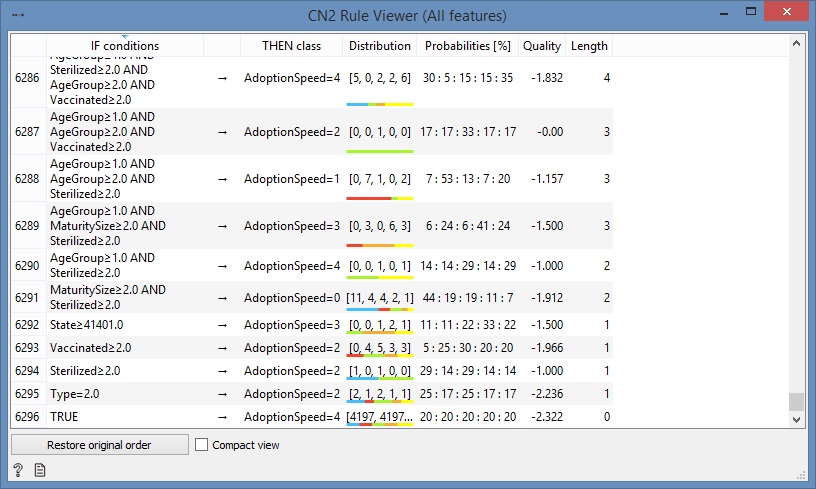 CN2 Rule Viewer (All features)
IF conditions THEN class Distribution Probabilities [%] Quality Length
AgeGroup≥1.0 AND
Sterilized≥2.0 AND
6286 → AdoptionSpeed=4 [5, 0, 2, 2, 6] 30 : 5 : 15 : 15 : 35 -1.832 4
AgeGroup≥2.0 AND
Vaccinated≥2.0
AgeGroup≥1.0 AND
6287 AgeGroup≥2.0 AND → AdoptionSpeed=2 [0, 0, 1, 0, 0] 17 : 17 : 33 : 17 : 17 -0.00 3
Vaccinated≥2.0
AgeGroup≥1.0 AND
6288 AgeGroup≥2.0 AND → AdoptionSpeed=1 [0, 7, 1, 0, 2] 7 : 53 : 13 : 7 : 20 -1.157 3
Sterilized≥2.0
AgeGroup≥1.0 AND
6289 MaturitySize≥2.0 AND → AdoptionSpeed=3 [0, 3, 0, 6, 3] 6 : 24 : 6 : 41 : 24 -1.500 3
Sterilized≥2.0
6290 AgeGroup≥1.0 AND → AdoptionSpeed=4 [0, 0, 1, 0, 1] 14 : 14 : 29 : 14 : 29 -1.000 2
Sterilized≥2.0
6291 MaturitySize≥2.0 AND → AdoptionSpeed=0 [11, 4, 4, 2, 1] 44 : 19 : 19 : 11 : 7 -1.912 2
Sterilized≥2.0
6292 State≥41401.0 → AdoptionSpeed=3 [0, 0, 1, 2, 1] 11 : 11 : 22 : 33 : 22 -1.500 1
6293 Vaccinated≥2.0 → AdoptionSpeed=2 [0, 4, 5, 3, 3] 5 : 25 : 30 : 20 : 20 -1.966 1
6294 Sterilized≥2.0 → AdoptionSpeed=2 [1, 0, 1, 0, 0] 29 : 14 : 29 : 14 : 14 -1.000 1
6295 Type=2.0 → AdoptionSpeed=2 [2, 1, 2, 1, 1] 25 : 17 : 25 : 17 : 17 -2.236 1
6296 TRUE → AdoptionSpeed=4 [4197, 4197... 20 : 20 : 20 : 20 : 20 -2.322 0
Restore original order Compact view
?